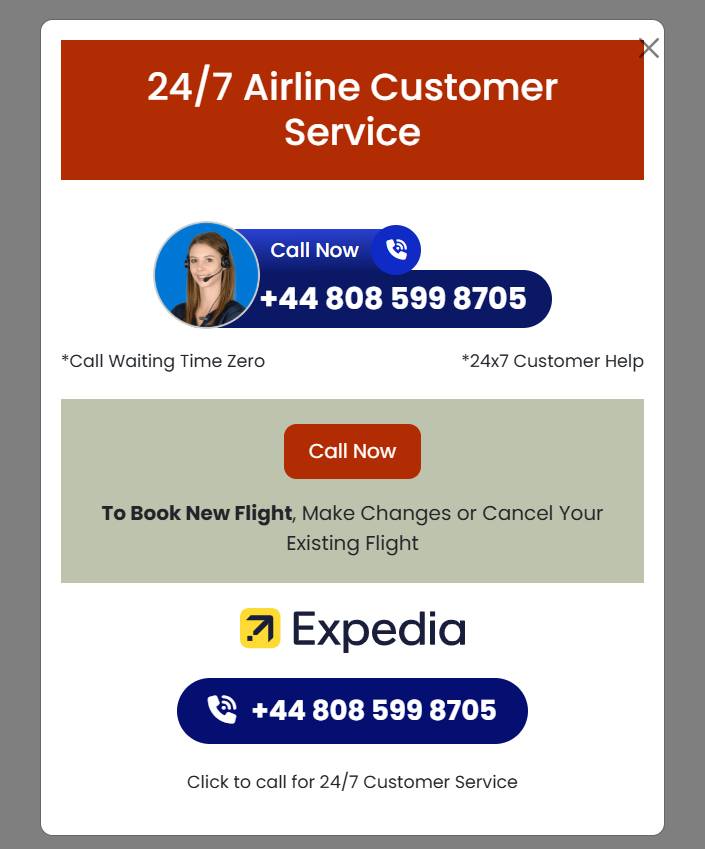 24/7 Airline Customer
Service
Call Now
+44 808 599 8705
*Call Waiting Time Zero
*24x7 Customer Help
Call Now
To Book New Flight, Make Changes or Cancel Your
Existing Flight
Expedia
+44 808 599 8705
Click to call for 24/7 Customer Service